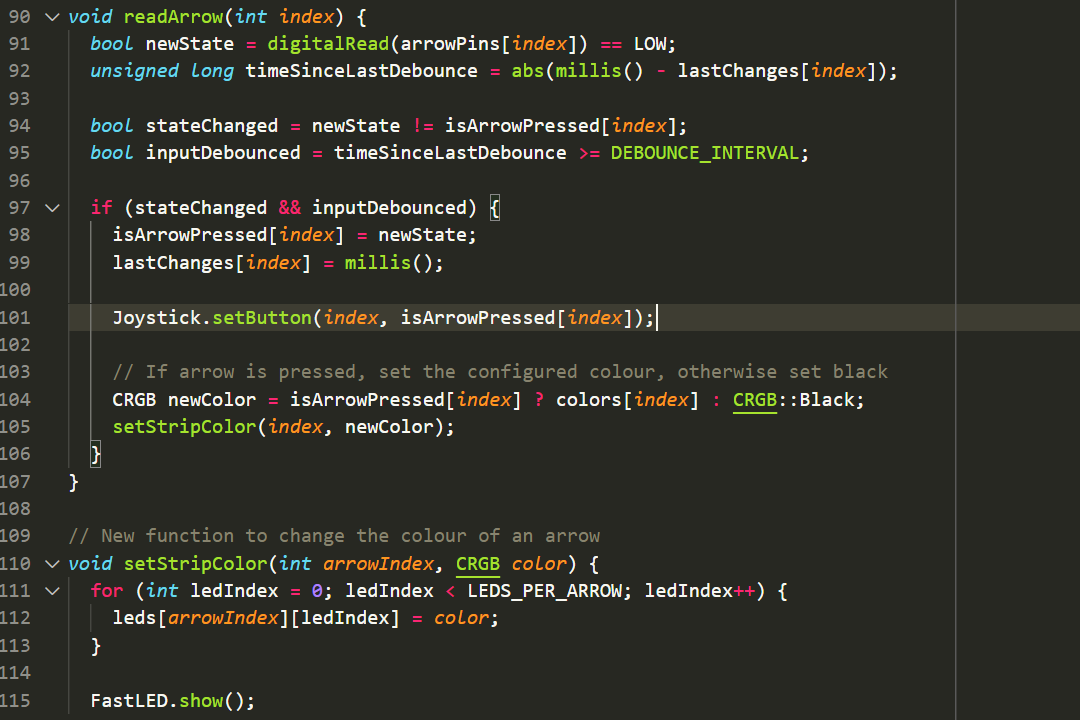 90 void readArrow(int index) {
91 bool newState = digitalRead(arrowPins[index]) == LOW;
92 unsigned long timeSinceLastDebounce = abs(millis() - lastChanges[index]);
93
94 bool stateChanged = newState != isArrowPressed[index];
95 bool inputDebounced = timeSinceLastDebounce >= DEBOUNCE_INTERVAL;
96
97 if (stateChanged && inputDebounced) {
98 isArrowPressed[index] = newState;
99 lastChanges[index] = millis();
100
101 Joystick.setButton(index, isArrowPressed[index]);
102
103 // If arrow is pressed, set the configured colour, otherwise set black
104 CRGB newColor = isArrowPressed[index] ? colors[index] : CRGB::Black;
105 setStripColor(index, newColor);
106 }
107 }
108
109 // New function to change the colour of an arrow
110 void setStripColor(int arrowIndex, CRGB color) {
111 for (int ledIndex = 0; ledIndex < LEDS_PER_ARROW; ledIndex++) {
112 leds[arrowIndex][ledIndex] = color;
113 }
114
115 FastLED.show();